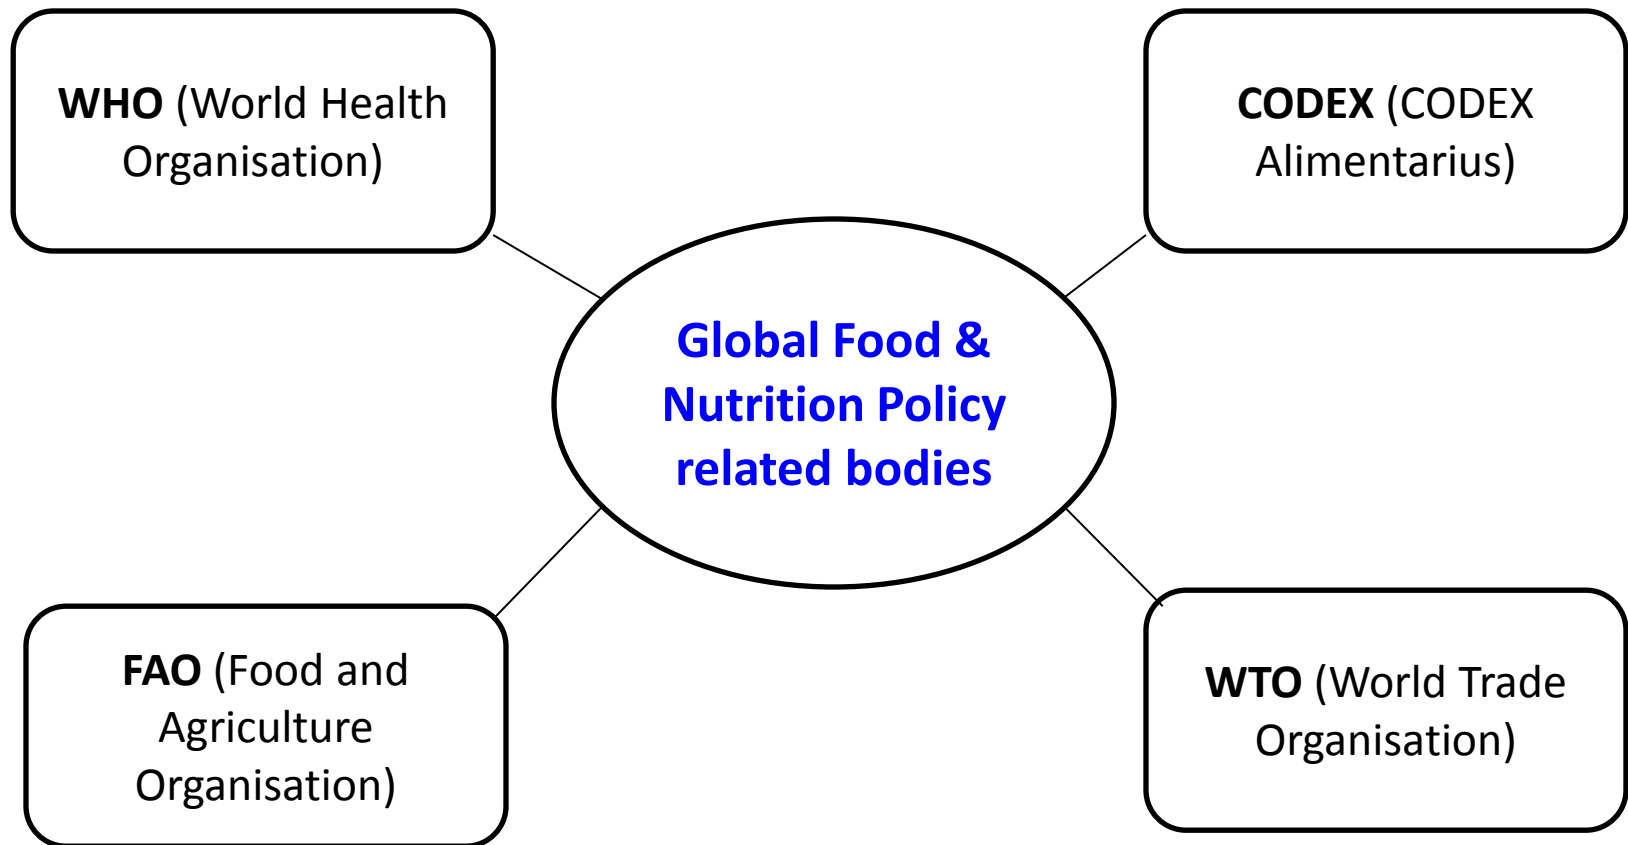 WHO (World Health
Organisation)
CODEX (CODEX
Alimentarius)
Global Food &
Nutrition Policy
related bodies
FAO (Food and
Agriculture
Organisation)
WTO (World Trade
Organisation)